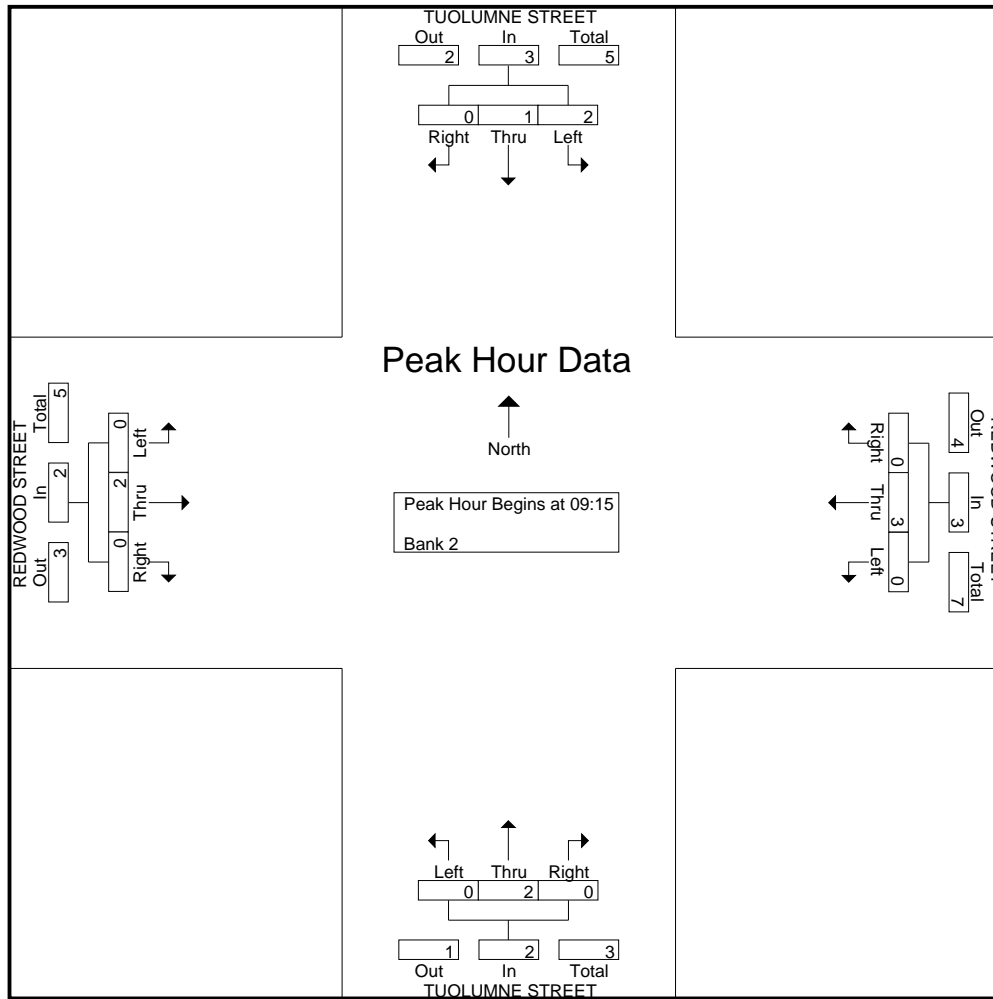 TUOLUMNE STREET
Out In Total
2 3 5
0 1 2
Right Thru Left
Peak Hour Data
North
Peak Hour Begins at 09:15
Bank 2
REDWOOD STREET
Out In Total
3 2 5
0 2 0
Left Thru Right
Out In Total
4 3 7
Right Thru Left
0 3 0
Left Thru Right
0 2 0
1 2 3
Out In Total
TUOLUMNE STREET